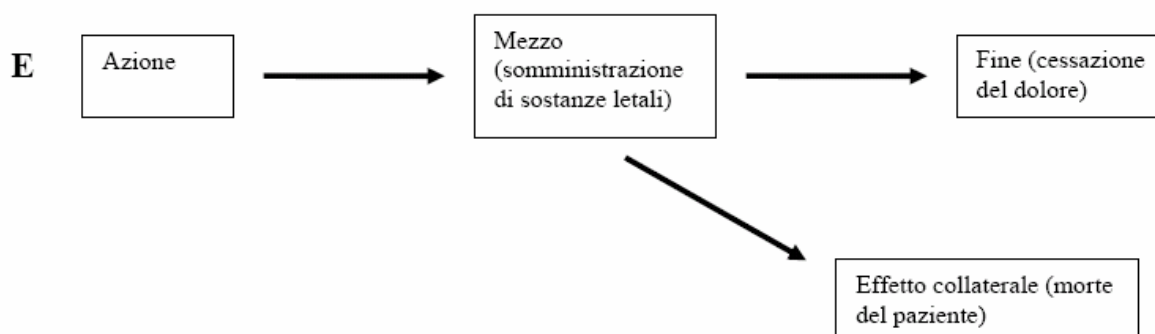 E
Azione
Mezzo
(somministrazione
di sostanze letali)
Fine (cessazione
del dolore)
Effetto collaterale (morte
del paziente)